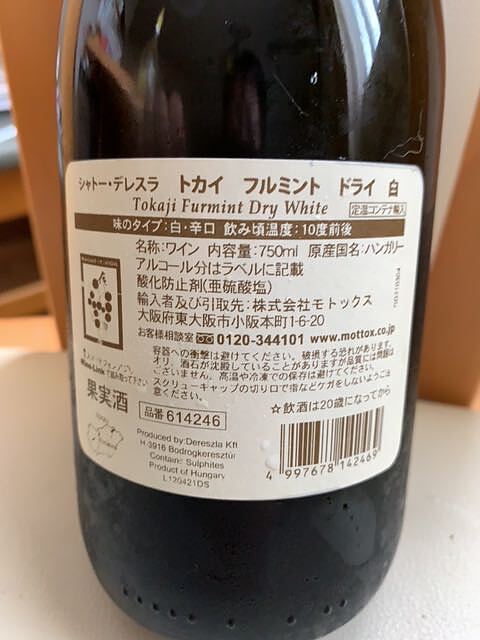 シャトー・デレスラ トカイ フルミント ドライ 白
Tokaji Furmint Dry White
定温コンテナ輸入
味のタイプ：白・辛口 飲み頃温度：10度前後
名称：ワイン 内容量：750ml 原産国名：ハンガリー
アルコール分はラベルに記載
酸化防止剤(亜硫酸塩)
輸入者及び引取先：株式会社モトックス
大阪府東大阪市小阪本町1-6-20
お客様相談室 0120-344101 www.mottox.co.jp
容器への衝撃は避けてください。破損する恐れがあります。
オリ、酒石が沈殿していることがありますが品質には問題は
ございません。高温や冷凍での保存は避けてください。
スクリューキャップの切り口で指などケガをしないようご注
意ください。
Wine-Link
果実酒
品番 614246
☆飲酒は20歳になってから
Produced by: Dereszla Kft
H-3916 Bodrogkeresztúr
Contains Sulphites
Product of Hungary
L120421DS
4 997678 142469